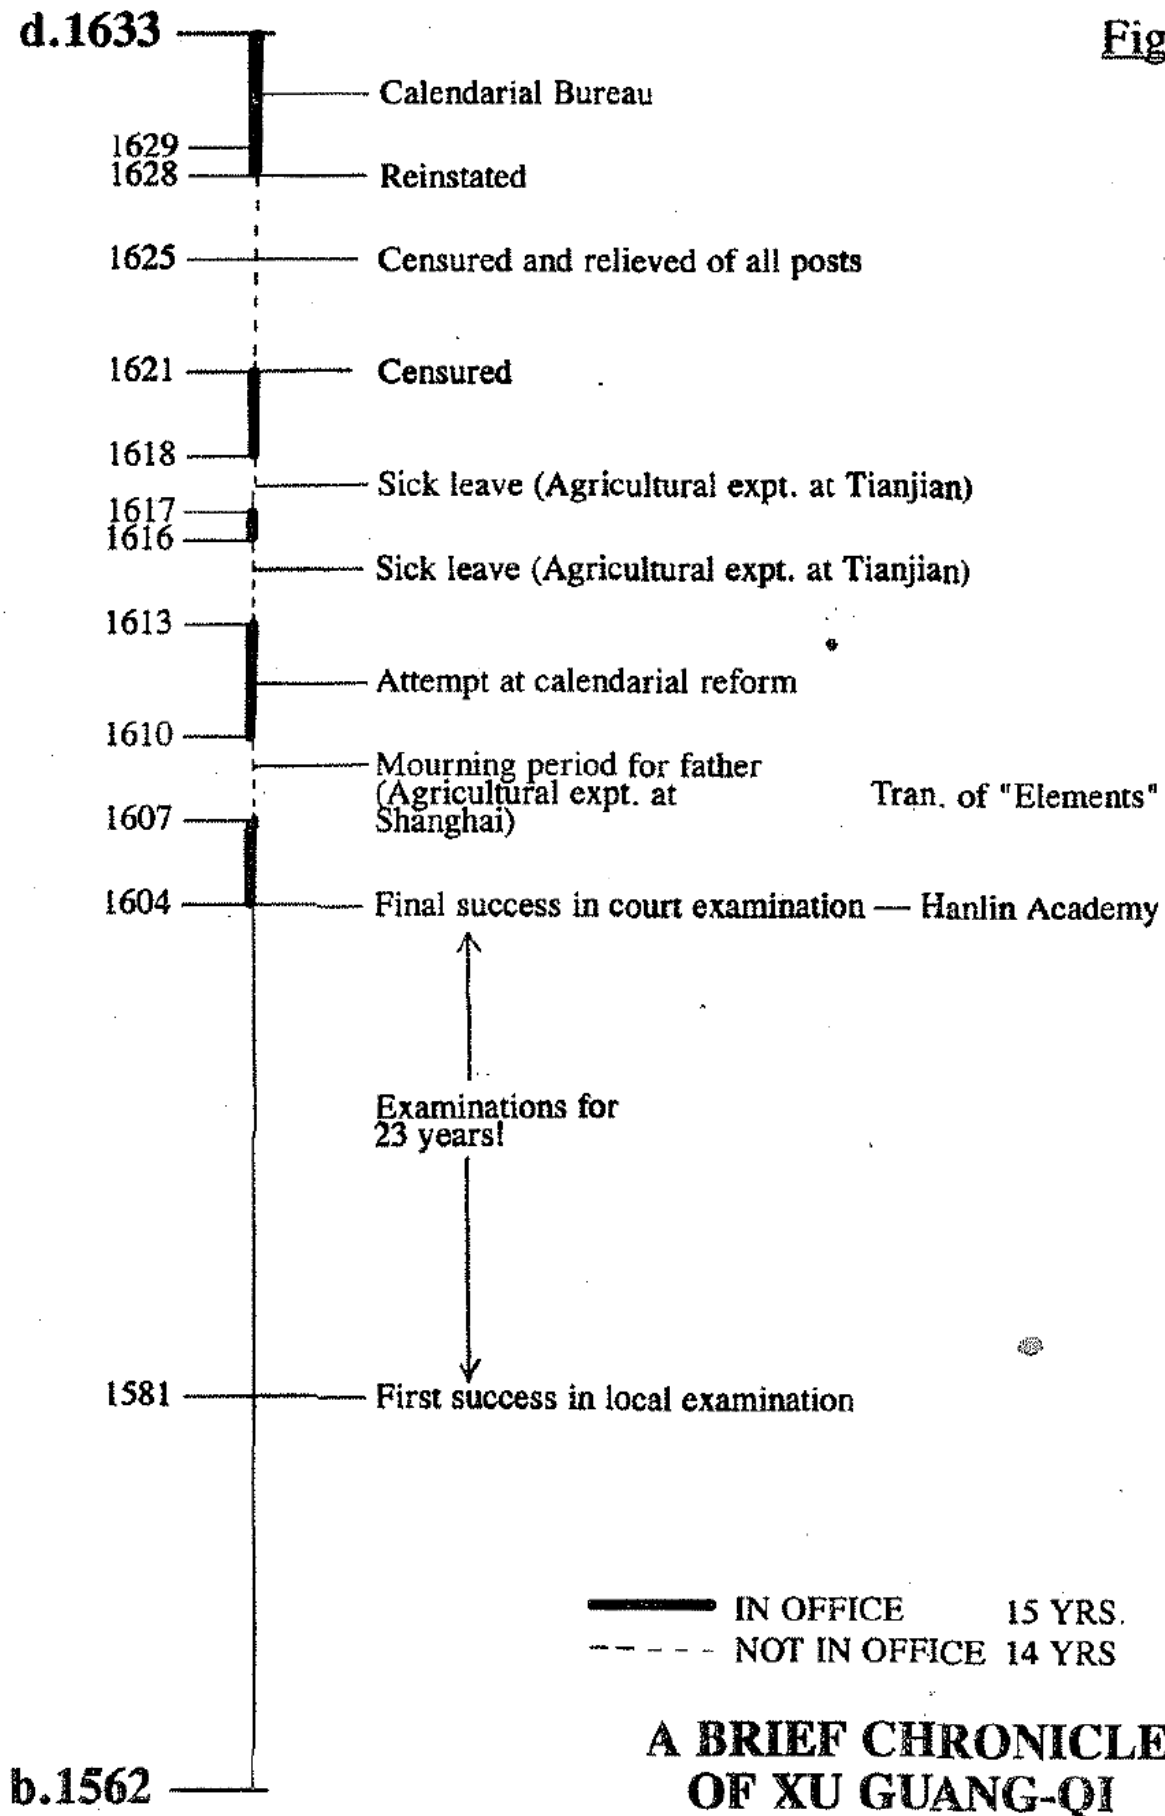 d.1633
Fig
Calendarial Bureau
1629
1628
Reinstated
1625
Censured and relieved of all posts
1621
Censured
1618
Sick leave (Agricultural expt. at Tianjian)
1617
1616
Sick leave (Agricultural expt. at Tianjian)
1613
Attempt at calendarial reform
1610
Mourning period for father
(Agricultural expt. at
Shanghai)
Tran. of "Elements"
1607
1604
Final success in court examination — Hanlin Academy
Examinations for
23 years!
1581
First success in local examination
IN OFFICE 15 YRS.
NOT IN OFFICE 14 YRS
A BRIEF CHRONICLE
OF XU GUANG-QI
b.1562